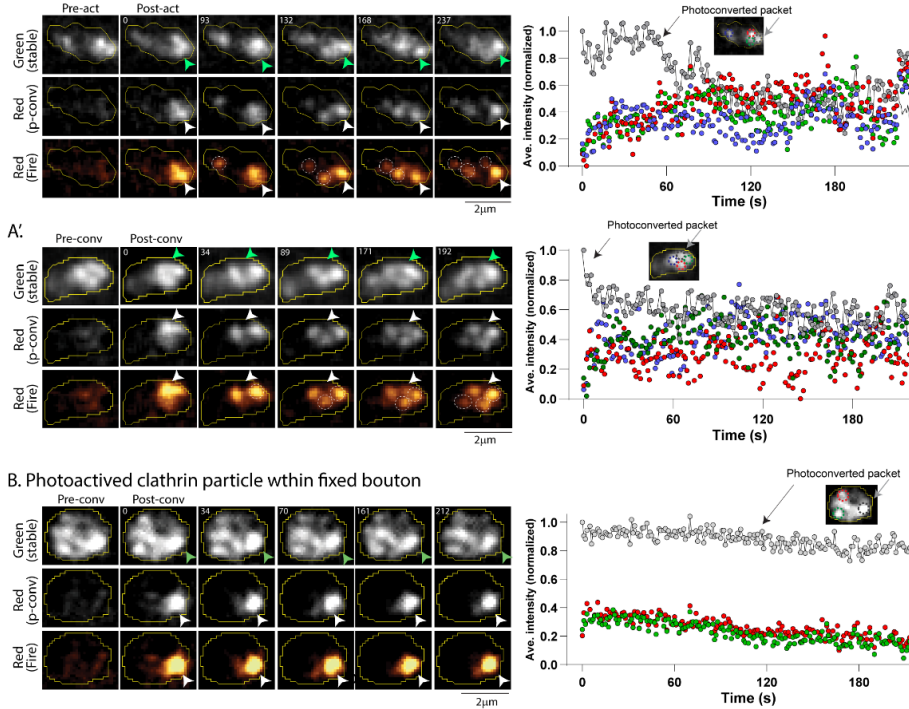 Pre-act Post-act
Green (stable)
0 93 132 168 237
Red (p-conv)
Red (Fire)
2µm
Photoconverted packet
Ave. intensity (normalized)
1.0
0.8
0.6
0.4
0.2
0.0
0 60 120 180
Time (s)
A'.
Pre-conv Post-conv
Green (stable)
0 34 89 171 192
Red (p-conv)
Red (Fire)
2µm
Photoconverted packet
Ave. intensity (normalized)
1.0
0.8
0.6
0.4
0.2
0.0
0 60 120 180
Time (s)
B. Photoactived clathrin particle wthin fixed bouton
Pre-conv Post-conv
Green (stable)
0 34 70 161 212
Red (p-conv)
Red (Fire)
2µm
Photoconverted packet
Ave. intensity (normalized)
1.0
0.8
0.6
0.4
0.2
0.0
0 60 120 180
Time (s)